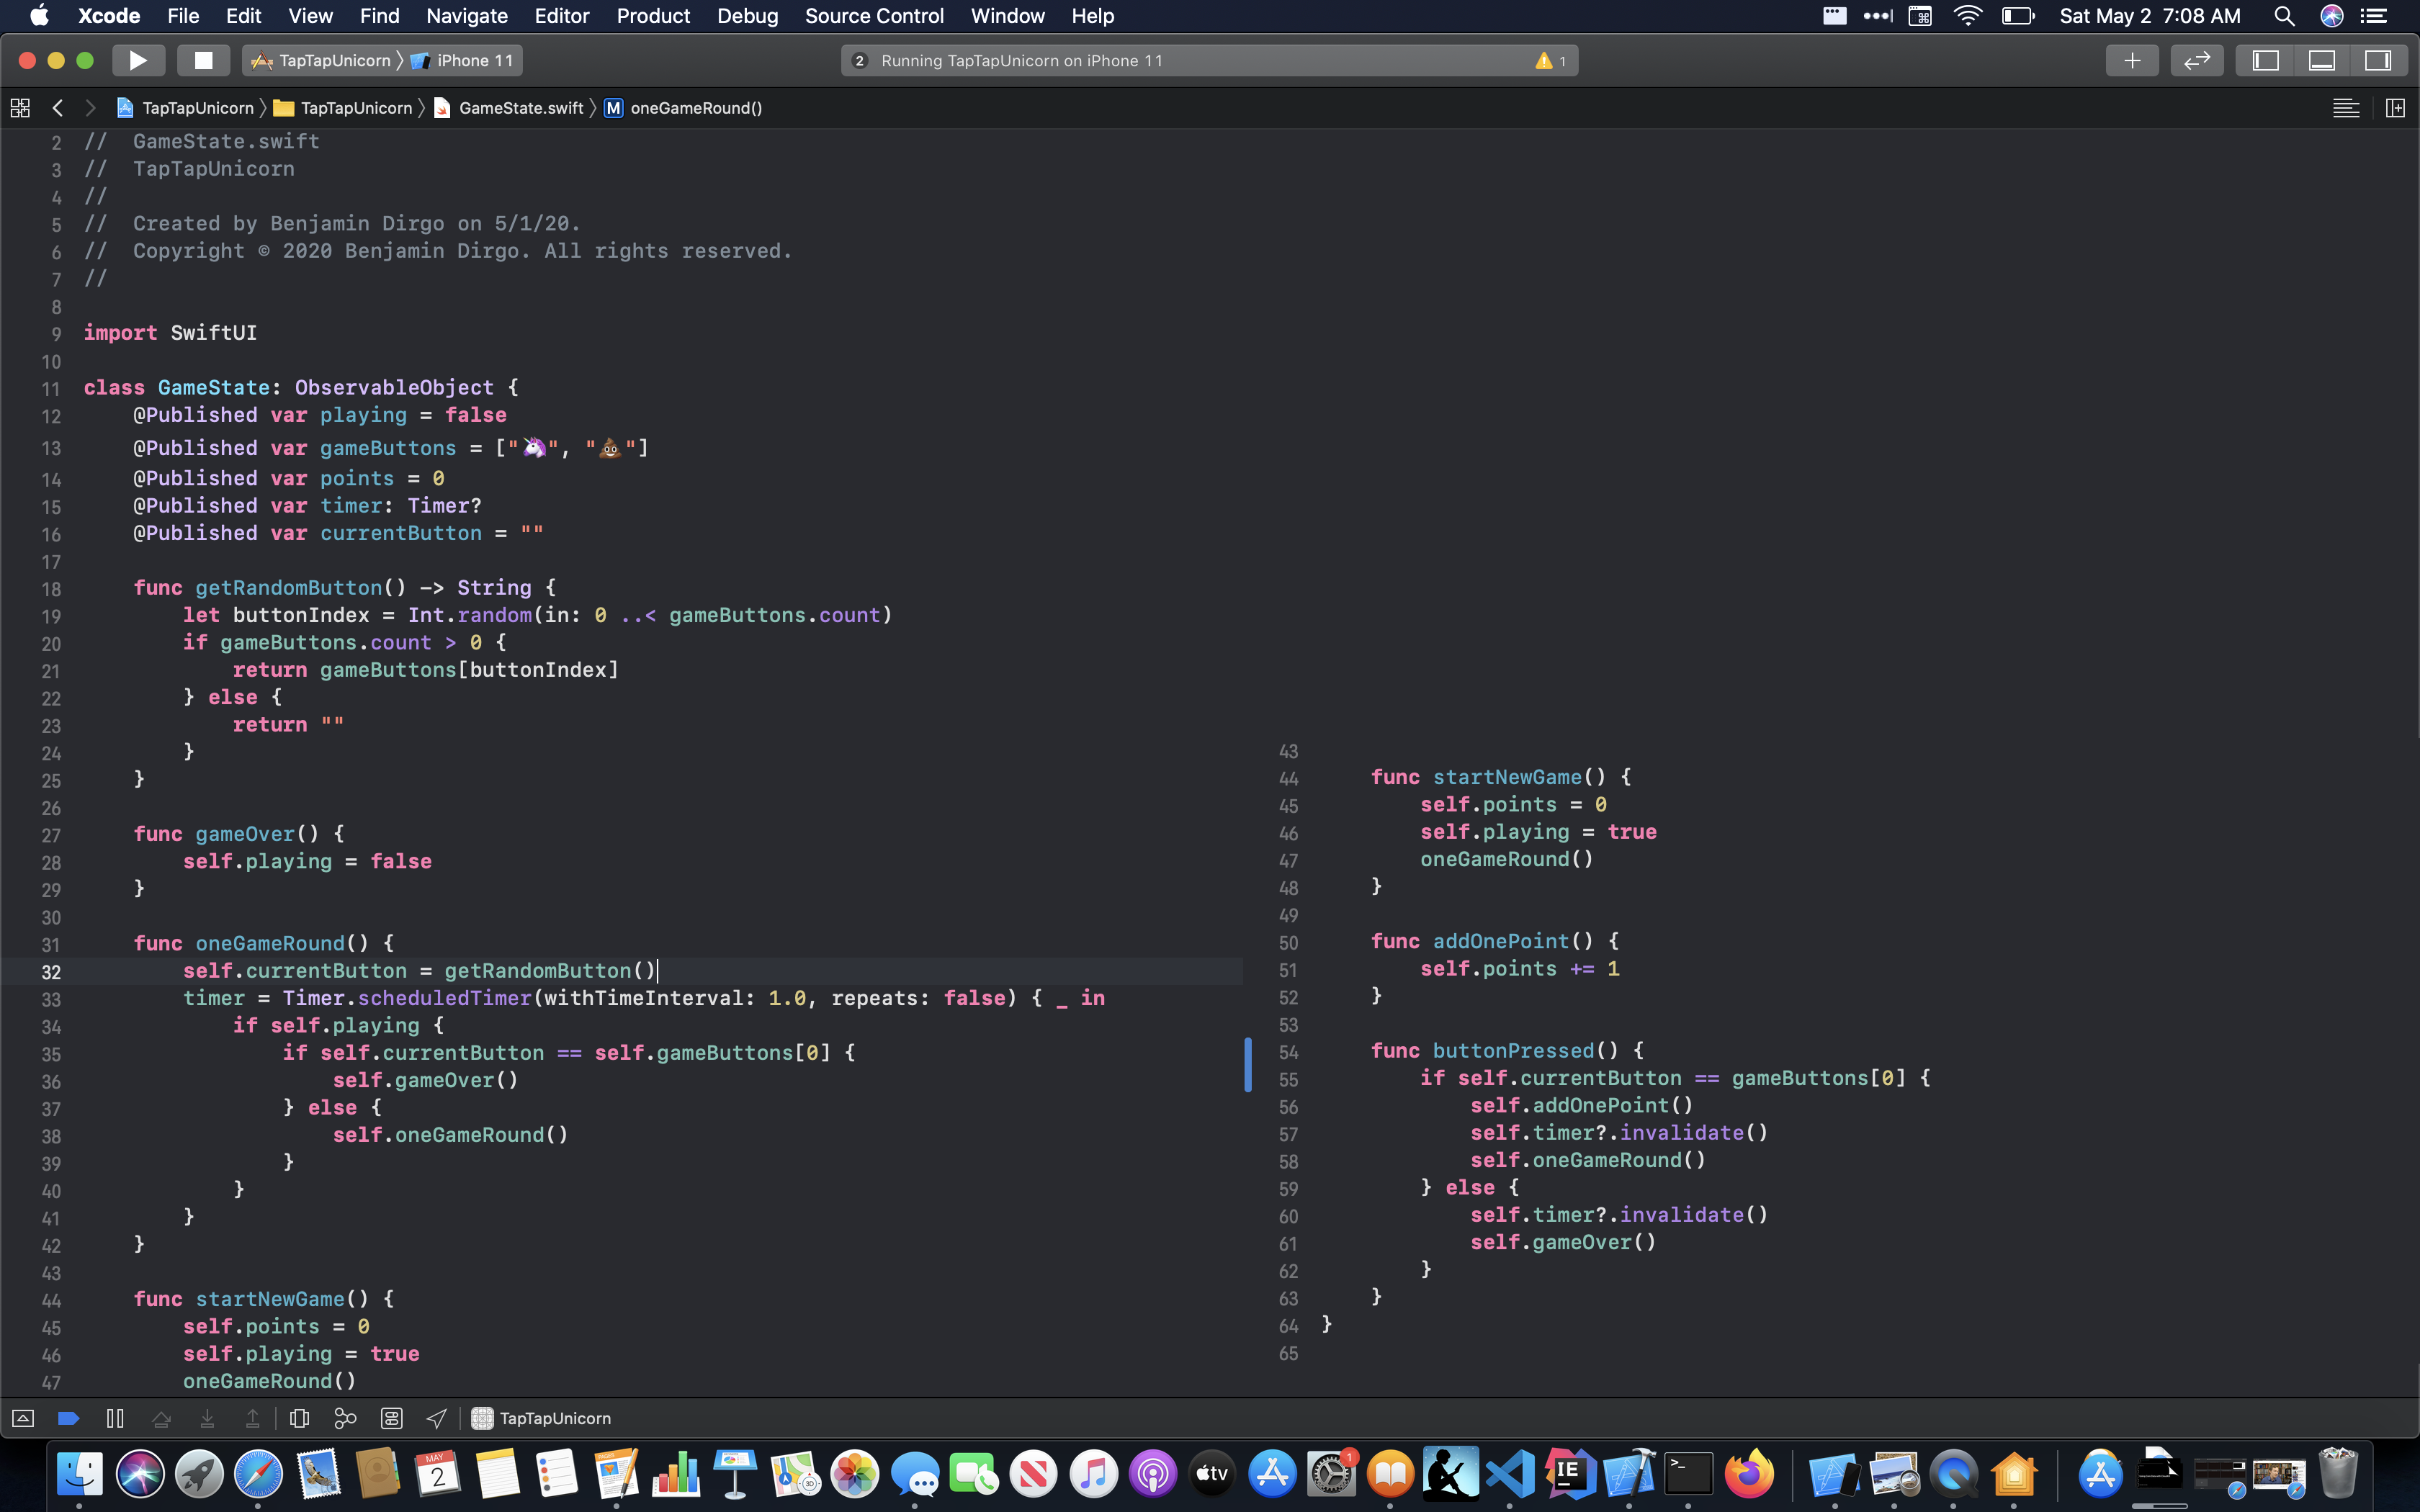 Xcode File Edit View Find Navigate Editor Product Debug Source Control Window Help Sat May 2 7:08 AM
TapTapUnicorn 〉 iPhone 11 2 Running TapTapUnicorn on iPhone 11 1
TapTapUnicorn 〉 TapTapUnicorn 〉 GameState.swift 〉 M oneGameRound()
2 // GameState.swift
3 // TapTapUnicorn
4 //
5 // Created by Benjamin Dirgo on 5/1/20.
6 // Copyright © 2020 Benjamin Dirgo. All rights reserved.
7 //
8
9 import SwiftUI
10
11 class GameState: ObservableObject {
12     @Published var playing = false
13     @Published var gameButtons = ["🦄", "💩"]
14     @Published var points = 0
15     @Published var timer: Timer?
16     @Published var currentButton = ""
17
18     func getRandomButton() -> String {
19         let buttonIndex = Int.random(in: 0 ..< gameButtons.count)
20         if gameButtons.count > 0 {
21             return gameButtons[buttonIndex]
22         } else {
23             return ""
24         }
25     }
26
27     func gameOver() {
28         self.playing = false
29     }
30
31     func oneGameRound() {
32         self.currentButton = getRandomButton()
33         timer = Timer.scheduledTimer(withTimeInterval: 1.0, repeats: false) { _ in
34             if self.playing {
35                 if self.currentButton == self.gameButtons[0] {
36                     self.gameOver()
37                 } else {
38                     self.oneGameRound()
39                 }
40             }
41         }
42     }
43
44     func startNewGame() {
45         self.points = 0
46         self.playing = true
47         oneGameRound()
43
44     func startNewGame() {
45         self.points = 0
46         self.playing = true
47         oneGameRound()
48     }
49
50     func addOnePoint() {
51         self.points += 1
52     }
53
54     func buttonPressed() {
55         if self.currentButton == gameButtons[0] {
56             self.addOnePoint()
57             self.timer?.invalidate()
58             self.oneGameRound()
59         } else {
60             self.timer?.invalidate()
61             self.gameOver()
62         }
63     }
64 }
65
TapTapUnicorn
MAY
2
tv
1
IE
>_